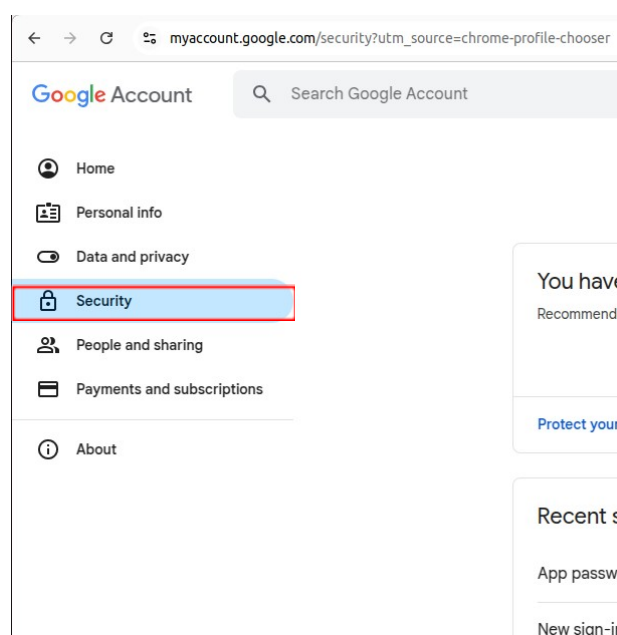 myaccount.google.com/security?utm_source=chrome-profile-chooser
Google Account
Search Google Account
Home
Personal info
Data and privacy
Security
People and sharing
Payments and subscriptions
About
You have
Recommend
Protect your
Recent s
App passw
New sign-i